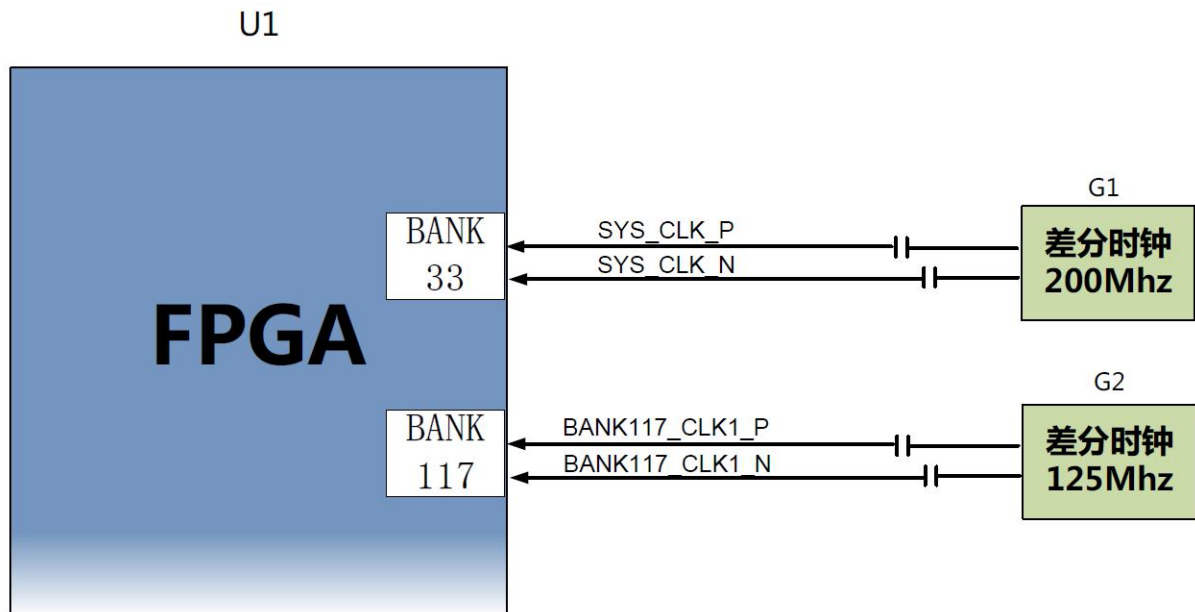 U1
FPGA
BANK
33
SYS_CLK_P
SYS_CLK_N
G1
差分时钟
200Mhz
BANK
117
BANK117_CLK1_P
BANK117_CLK1_N
G2
差分时钟
125Mhz